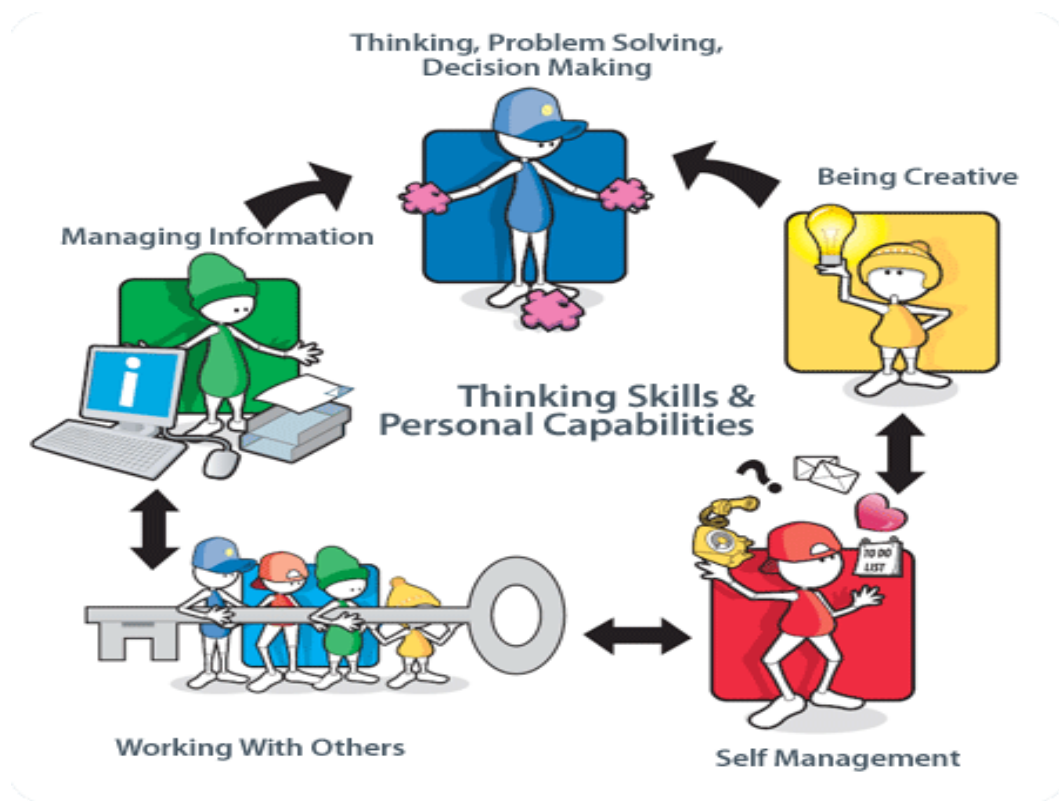 Thinking, Problem Solving,
Decision Making
Being Creative
Managing Information
i
Thinking Skills &
Personal Capabilities
?
TO DO
LIST
Working With Others
Self Management